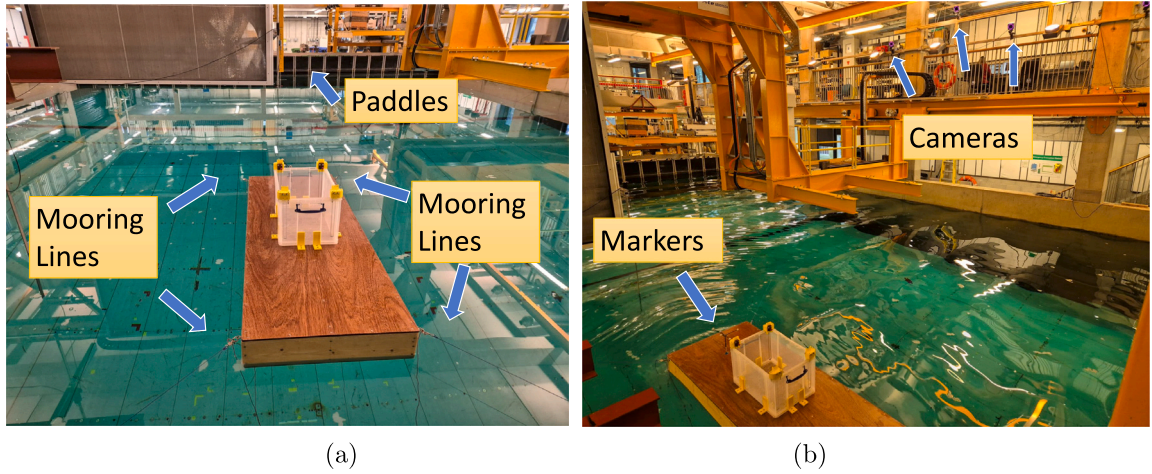 Paddles
Mooring
Lines
Mooring
Lines
(a)
Cameras
Markers
(b)